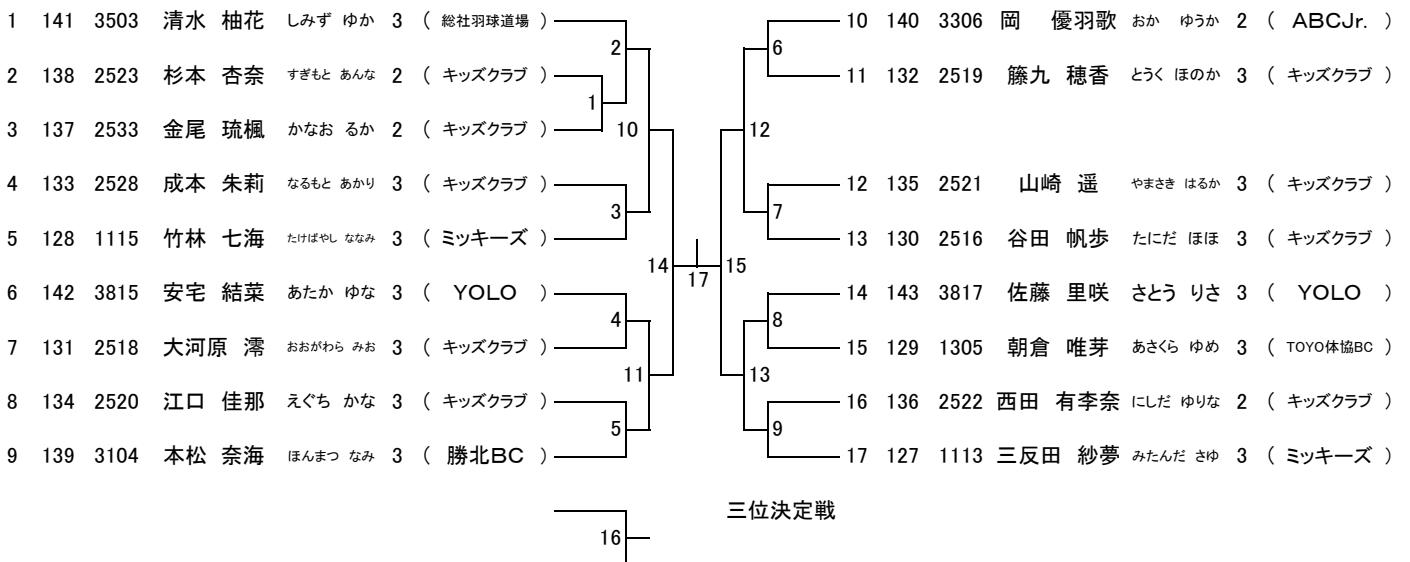 1 141 3503 清水 柚花 しみず ゆか 3 ( 総社羽球道場 )
2 138 2523 杉本 杏奈 すぎもと あんな 2 ( キッズクラブ )
3 137 2533 金尾 琉楓 かなお るか 2 ( キッズクラブ )
4 133 2528 成本 朱莉 なるもと あかり 3 ( キッズクラブ )
5 128 1115 竹林 七海 たけばやし ななみ 3 ( ミッキーズ )
6 142 3815 安宅 結菜 あたか ゆな 3 ( YOLO )
7 131 2518 大河原 澪 おおがわら みお 3 ( キッズクラブ )
8 134 2520 江口 佳那 えぐち かな 3 ( キッズクラブ )
9 139 3104 本松 奈海 ほんまつ なみ 3 ( 勝北BC )
2
1
10
3
14
4
11
5
17
10 140 3306 岡 優羽歌 おか ゆうか 2 ( ABCJr. )
11 132 2519 籐九 穂香 とうく ほのか 3 ( キッズクラブ )
12 135 2521 山崎 遥 やまさき はるか 3 ( キッズクラブ )
13 130 2516 谷田 帆歩 たにだ ほほ 3 ( キッズクラブ )
14 143 3817 佐藤 里咲 さとう りさ 3 ( YOLO )
15 129 1305 朝倉 唯芽 あさくら ゆめ 3 ( TOYO体協BC )
16 136 2522 西田 有李奈 にしだ ゆりな 2 ( キッズクラブ )
17 127 1113 三反田 紗夢 みたんだ さゆ 3 ( ミッキーズ )
6
12
7
15
8
13
9
三位決定戦
16